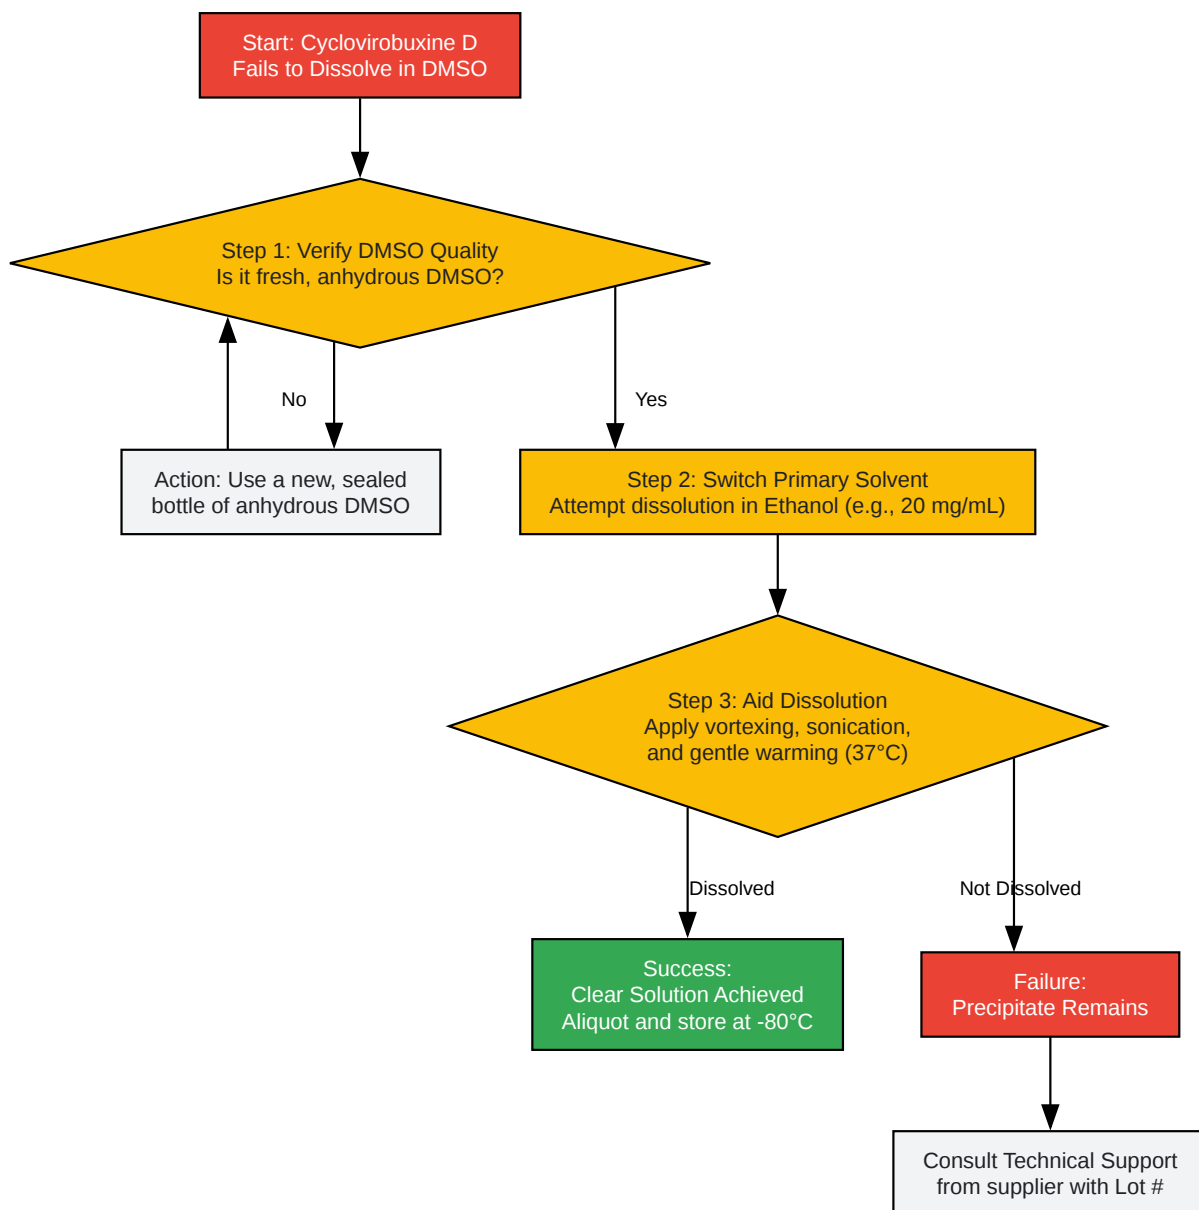 Start: Cyclovirobuxine D
Fails to Dissolve in DMSO
Step 1: Verify DMSO Quality
Is it fresh, anhydrous DMSO?
No
Yes
Action: Use a new, sealed
bottle of anhydrous DMSO
Step 2: Switch Primary Solvent
Attempt dissolution in Ethanol (e.g., 20 mg/mL)
Step 3: Aid Dissolution
Apply vortexing, sonication,
and gentle warming (37°C)
Dissolved
Not Dissolved
Success:
Clear Solution Achieved
Aliquot and store at -80°C
Failure:
Precipitate Remains
Consult Technical Support
from supplier with Lot #